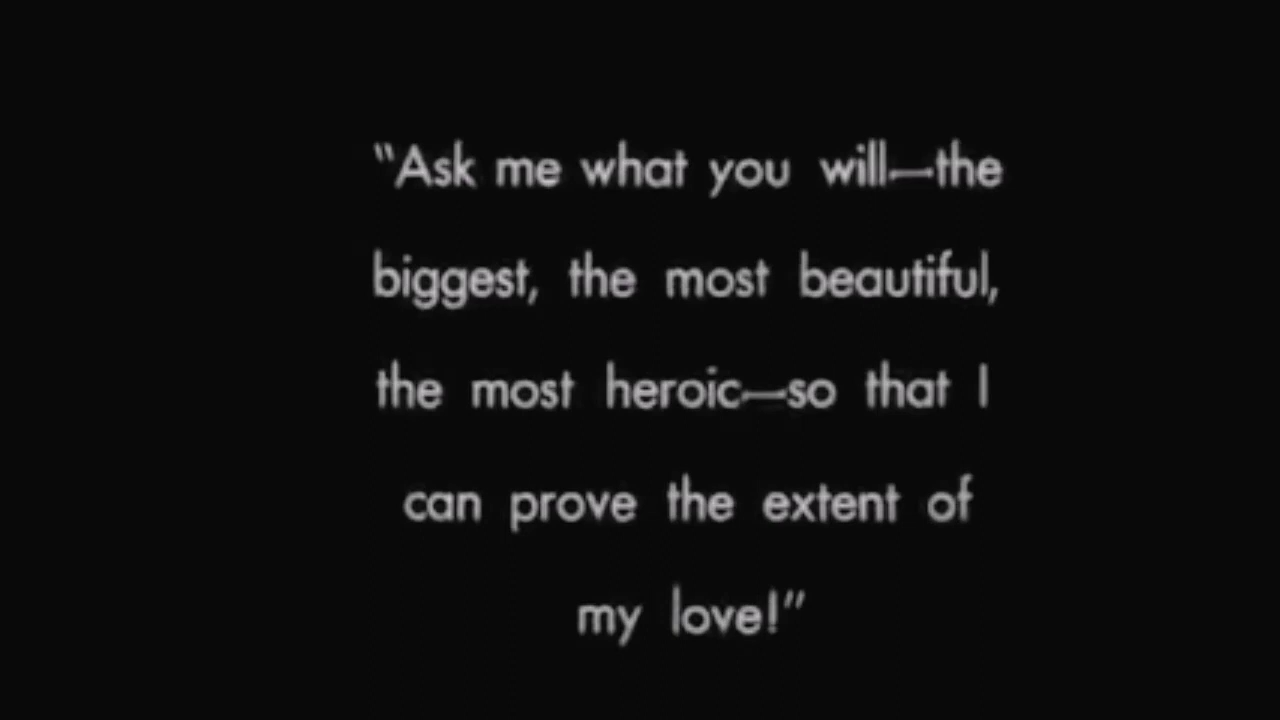 “Ask me what you will—the
biggest, the most beautiful,
the most heroic—so that I
can prove the extent of
my love!”